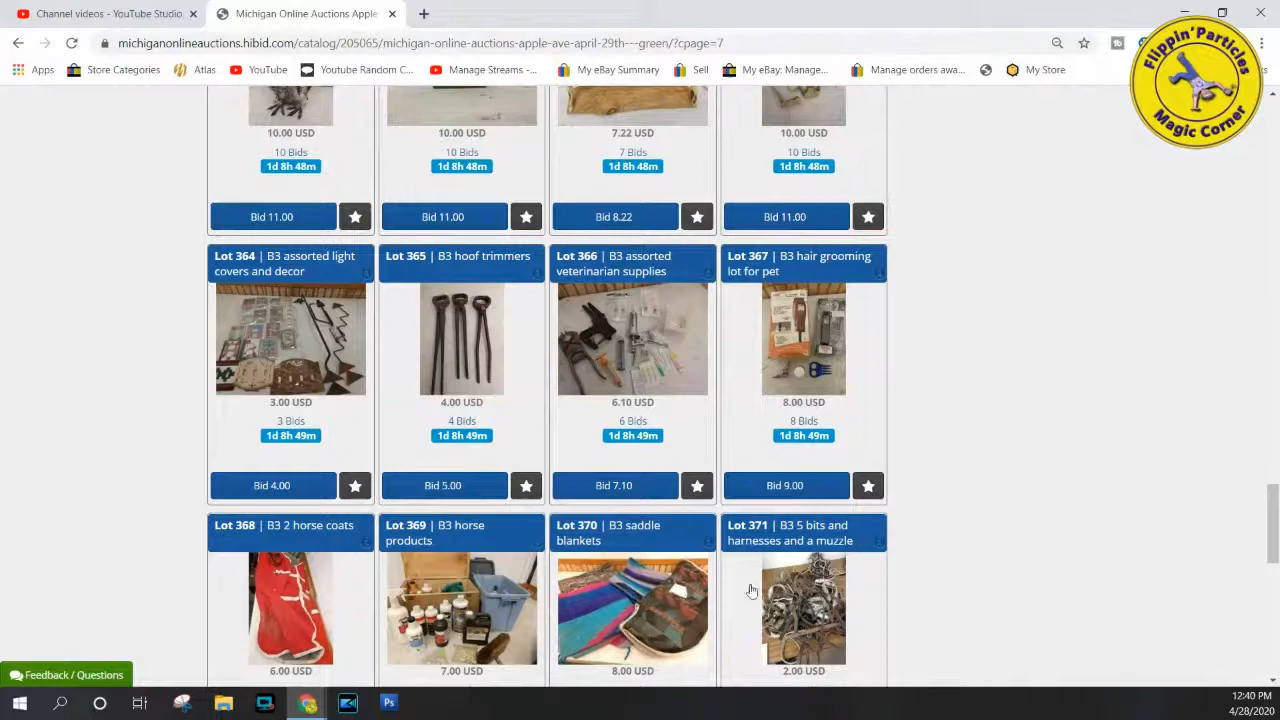 Channel videos - YouTube Studio
Michigan Online Auctions Apple
michiganonlineauctions.hibid.com/catalog/205065/michigan-online-auctions-apple-ave-april-29th---green/?cpage=7
Apps
Store Categories
Atlas
YouTube
Youtube Random C...
Manage Streams -...
My eBay Summary
Sell
My eBay: Manage...
Manage orders awa...
My Store
Flippin' Particles
Magic Corner
10.00 USD
10.00 USD
7.22 USD
10.00 USD
10 Bids
10 Bids
7 Bids
10 Bids
1d 8h 48m
1d 8h 48m
1d 8h 48m
1d 8h 48m
Bid 11.00
Bid 11.00
Bid 8.22
Bid 11.00
Lot 364 | B3 assorted light
covers and decor
Lot 365 | B3 hoof trimmers
Lot 366 | B3 assorted
veterinarian supplies
Lot 367 | B3 hair grooming
lot for pet
3.00 USD
4.00 USD
6.10 USD
8.00 USD
3 Bids
4 Bids
6 Bids
8 Bids
1d 8h 49m
1d 8h 49m
1d 8h 49m
1d 8h 49m
Bid 4.00
Bid 5.00
Bid 7.10
Bid 9.00
Lot 368 | B3 2 horse coats
Lot 369 | B3 horse
products
Lot 370 | B3 saddle
blankets
Lot 371 | B3 5 bits and
harnesses and a muzzle
6.00 USD
7.00 USD
8.00 USD
2.00 USD
Feedback / Questions
Ps
12:40 PM
4/28/2020